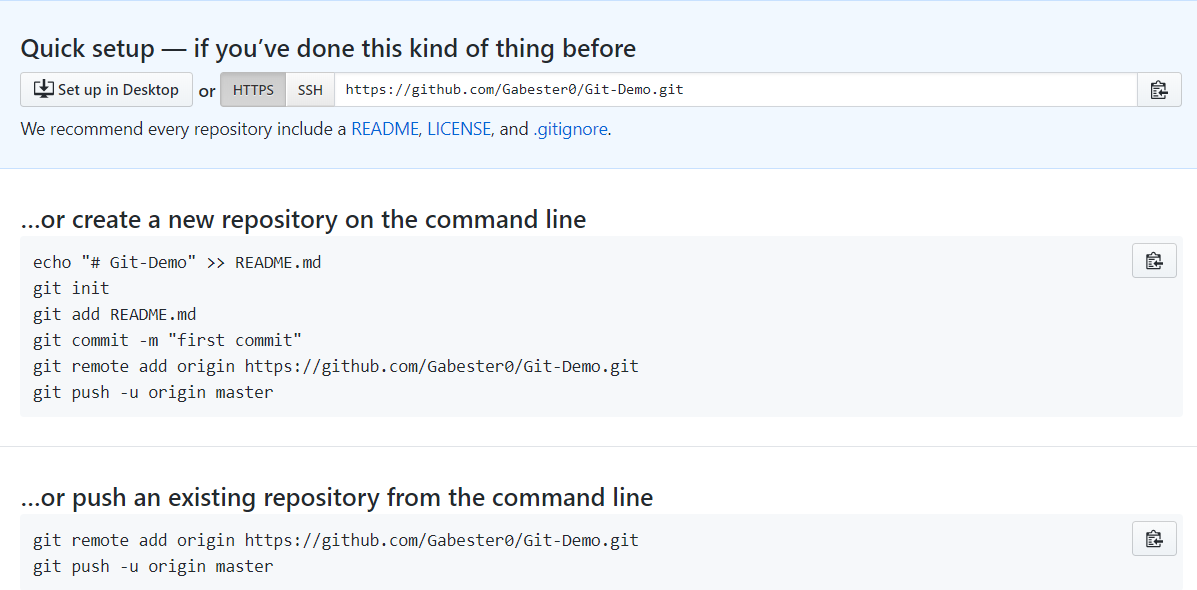 Quick setup — if you’ve done this kind of thing before
Set up in Desktop or HTTPS SSH https://github.com/Gabester0/Git-Demo.git
We recommend every repository include a README, LICENSE, and .gitignore.
…or create a new repository on the command line
echo "# Git-Demo" >> README.md
git init
git add README.md
git commit -m "first commit"
git remote add origin https://github.com/Gabester0/Git-Demo.git
git push -u origin master
…or push an existing repository from the command line
git remote add origin https://github.com/Gabester0/Git-Demo.git
git push -u origin master